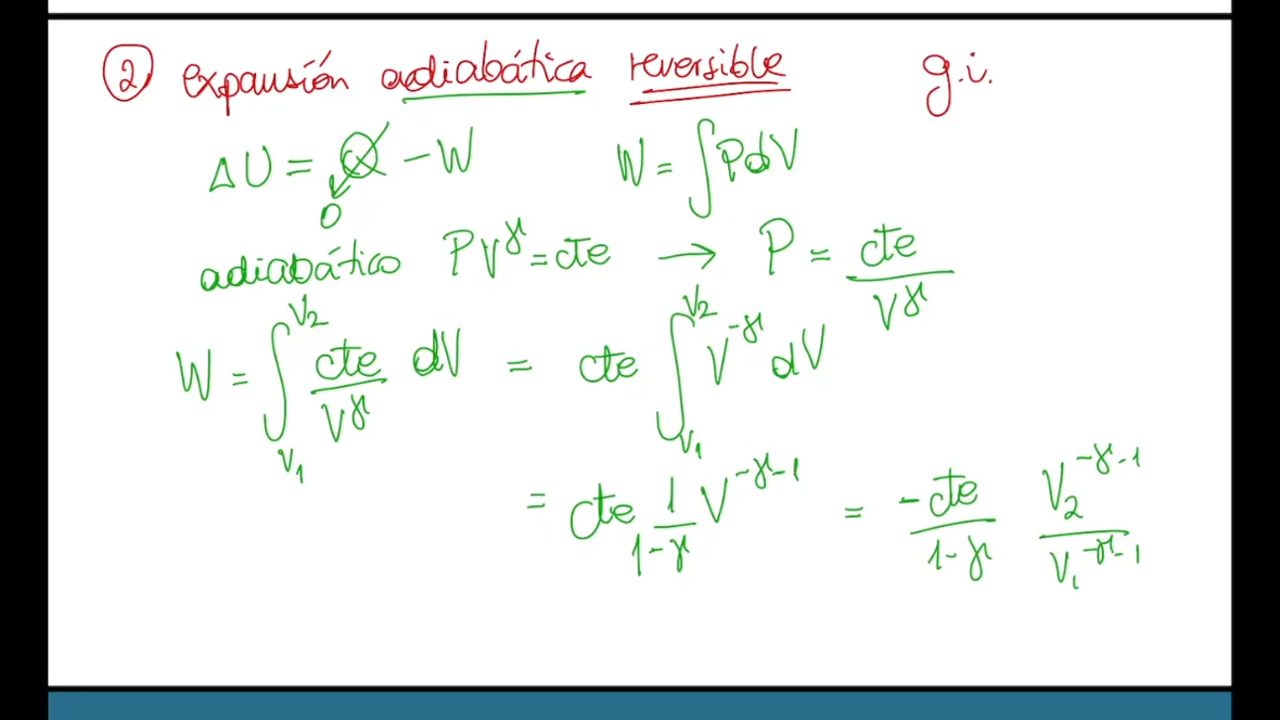 ② expansión adiabática reversible g.i.
ΔU = Q→0 − W W = ∫PdV
adiabático PV^γ = cte → P = cte/V^γ
W = ∫_{V₁}^{V₂} cte/V^γ dV = cte ∫_{V₁}^{V₂} V^{-γ} dV
= cte 1/(1-γ) V^{-γ-1} = -cte/(1-γ) V₂^{-γ-1}/V₁^{-γ-1}